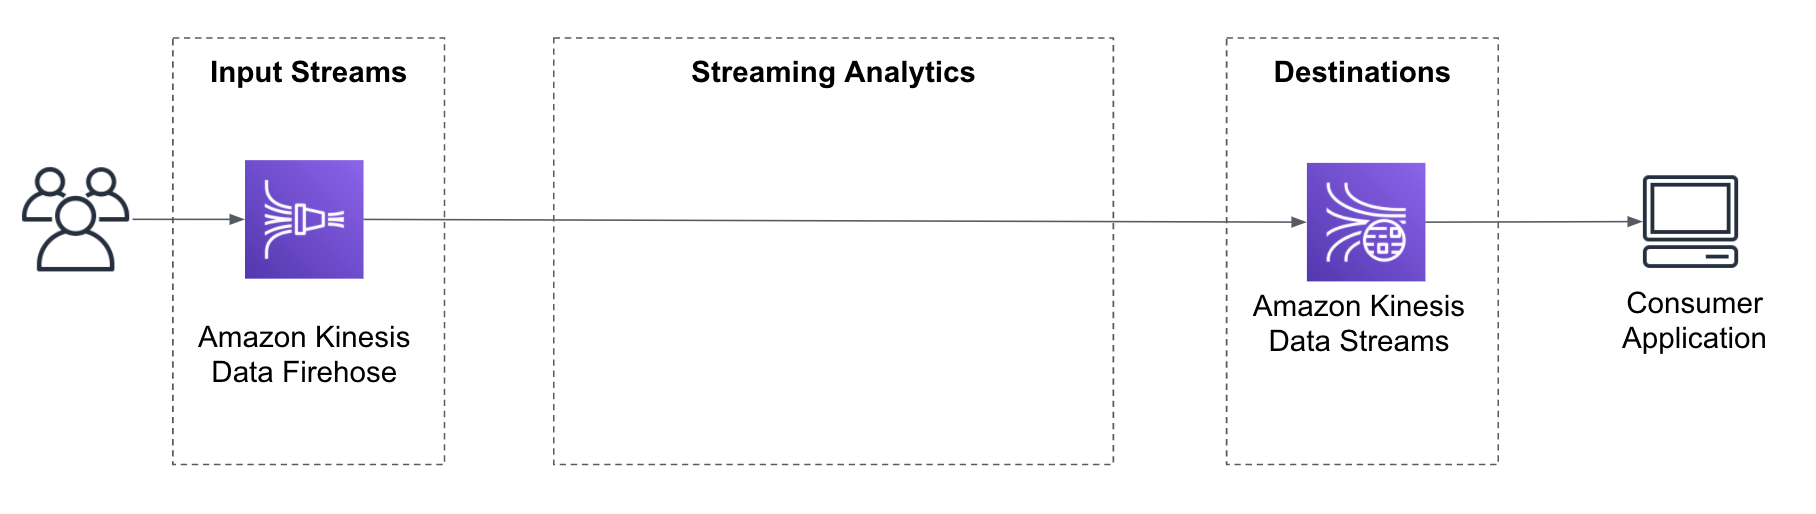 Input Streams
Streaming Analytics
Destinations
Amazon Kinesis
Data Firehose
Amazon Kinesis
Data Streams
Consumer
Application